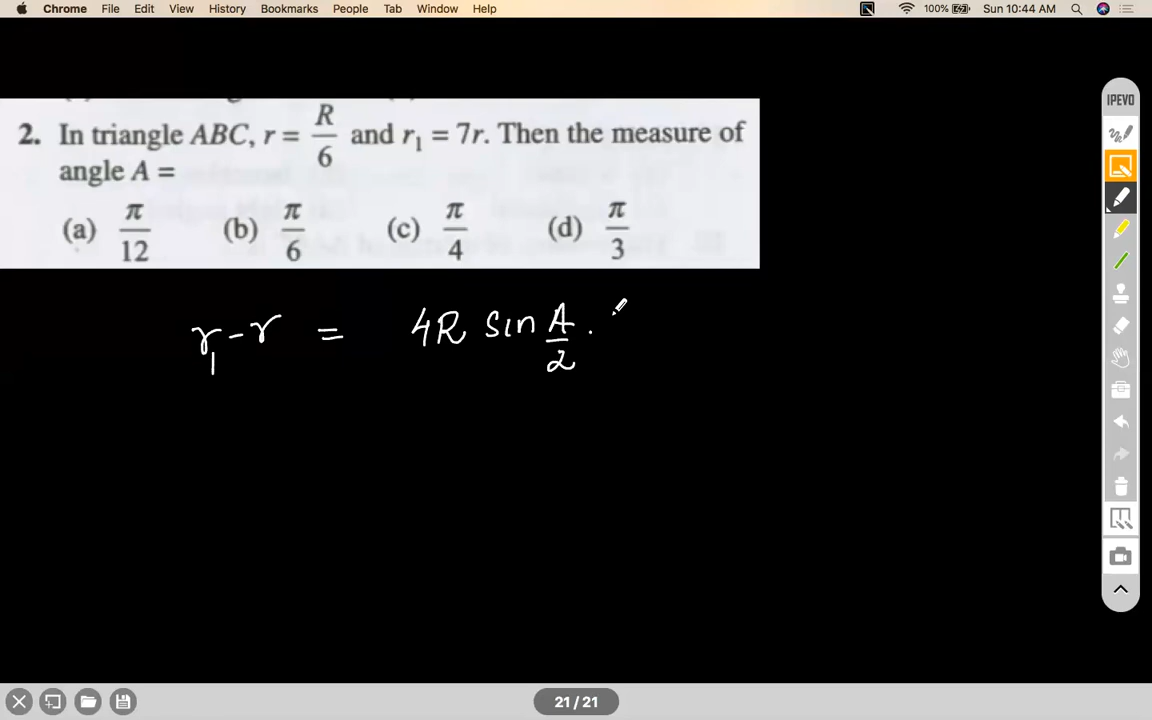 Chrome File Edit View History Bookmarks People Tab Window Help 100% Sun 10:44 AM
IPEVO
2. In triangle ABC, r = R/6 and r₁ = 7r. Then the measure of
angle A =
(a) π/12 (b) π/6 (c) π/4 (d) π/3
r₁ - r = 4R sin A/2 .
21 / 21